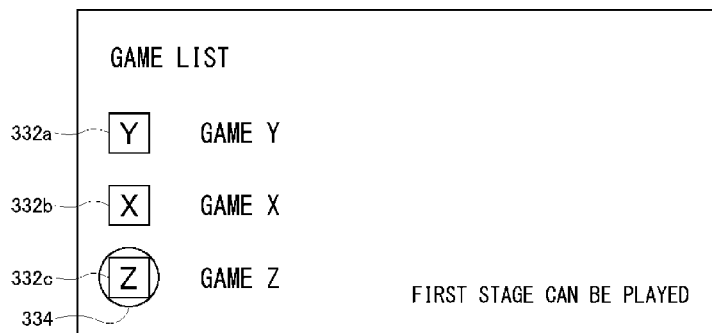 GAME LIST
332a Y GAME Y
332b X GAME X
332c Z GAME Z
FIRST STAGE CAN BE PLAYED
334